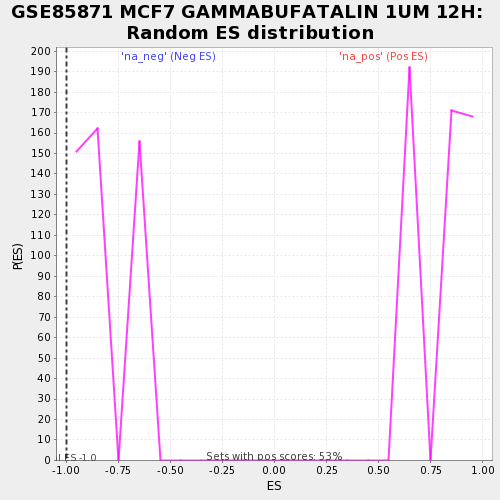 GSE85871 MCF7 GAMMABUFATALIN 1UM 12H:
Random ES distribution
'na_neg' (Neg ES)
'na_pos' (Pos ES)
200
190
180
170
160
150
140
130
120
110
100
90
80
70
60
50
40
30
20
10
0
P(ES)
ES -1.0
Sets with pos scores: 53%
-1.00 -0.75 -0.50 -0.25 0.00 0.25 0.50 0.75 1.00
ES